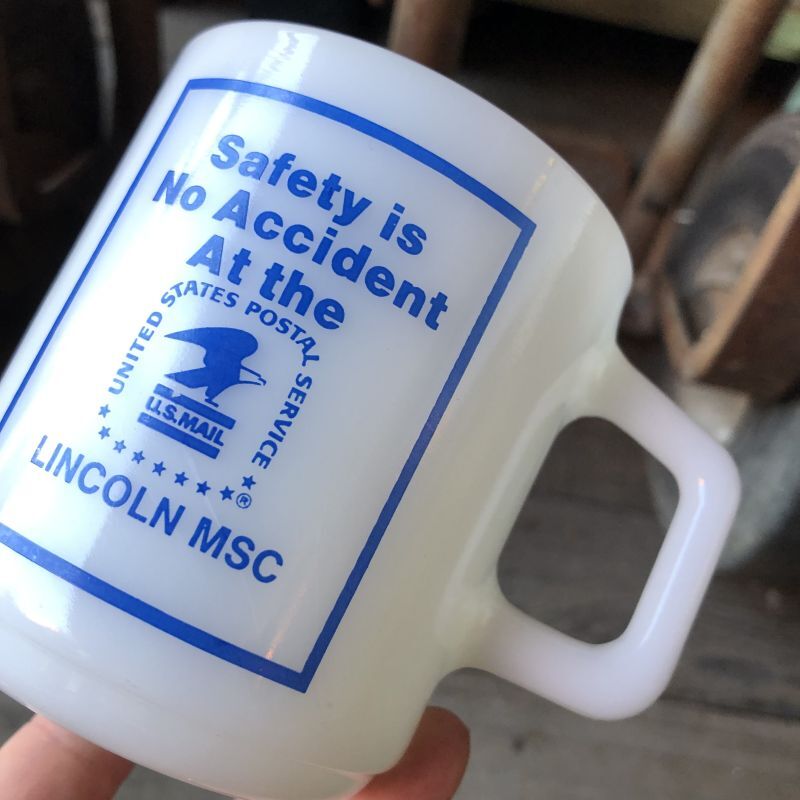 Safety is
No Accident
At the
UNITED STATES POSTAL SERVICE
U.S.MAIL
®
LINCOLN MSC